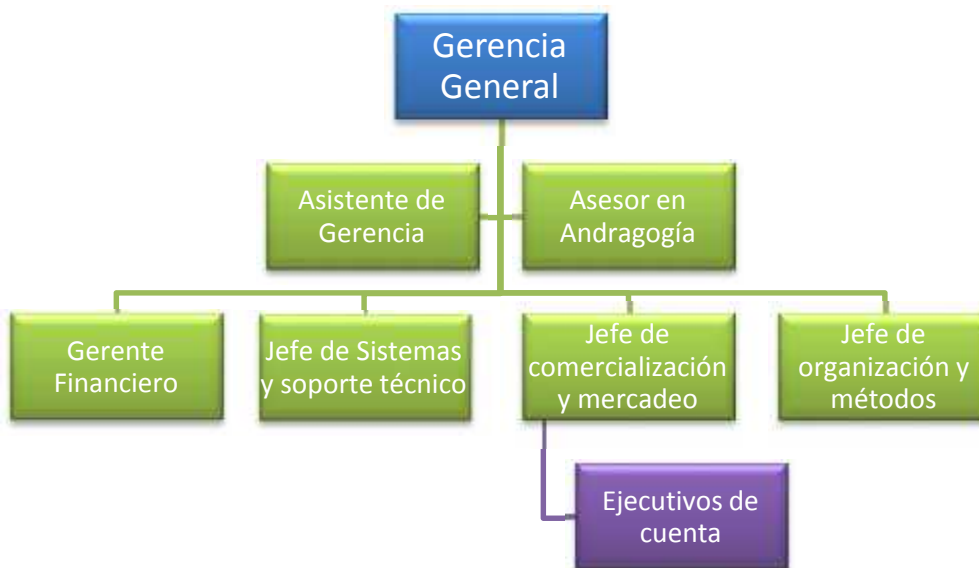 Gerencia
General
Asistente de
Gerencia
Asesor en
Andragogía
Gerente
Financiero
Jefe de Sistemas
y soporte técnico
Jefe de
comercialización
y mercadeo
Jefe de
organización y
métodos
Ejecutivos de
cuenta